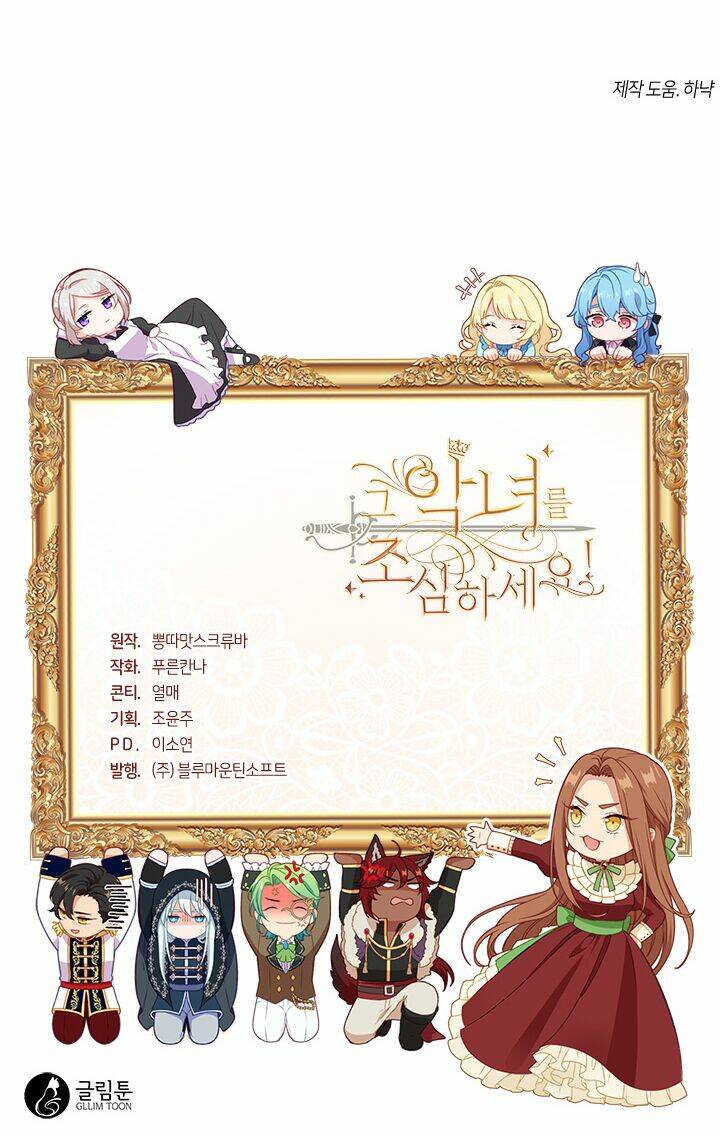 제작 도움. 하냑
그 악녀를
조심하세요!
원작. 뽕따맛스크류바
작화. 푸른칸나
콘티. 열매
기획. 조윤주
PD. 이소연
발행. (주) 블루마운틴소프트
글림툰
GLLIM TOON